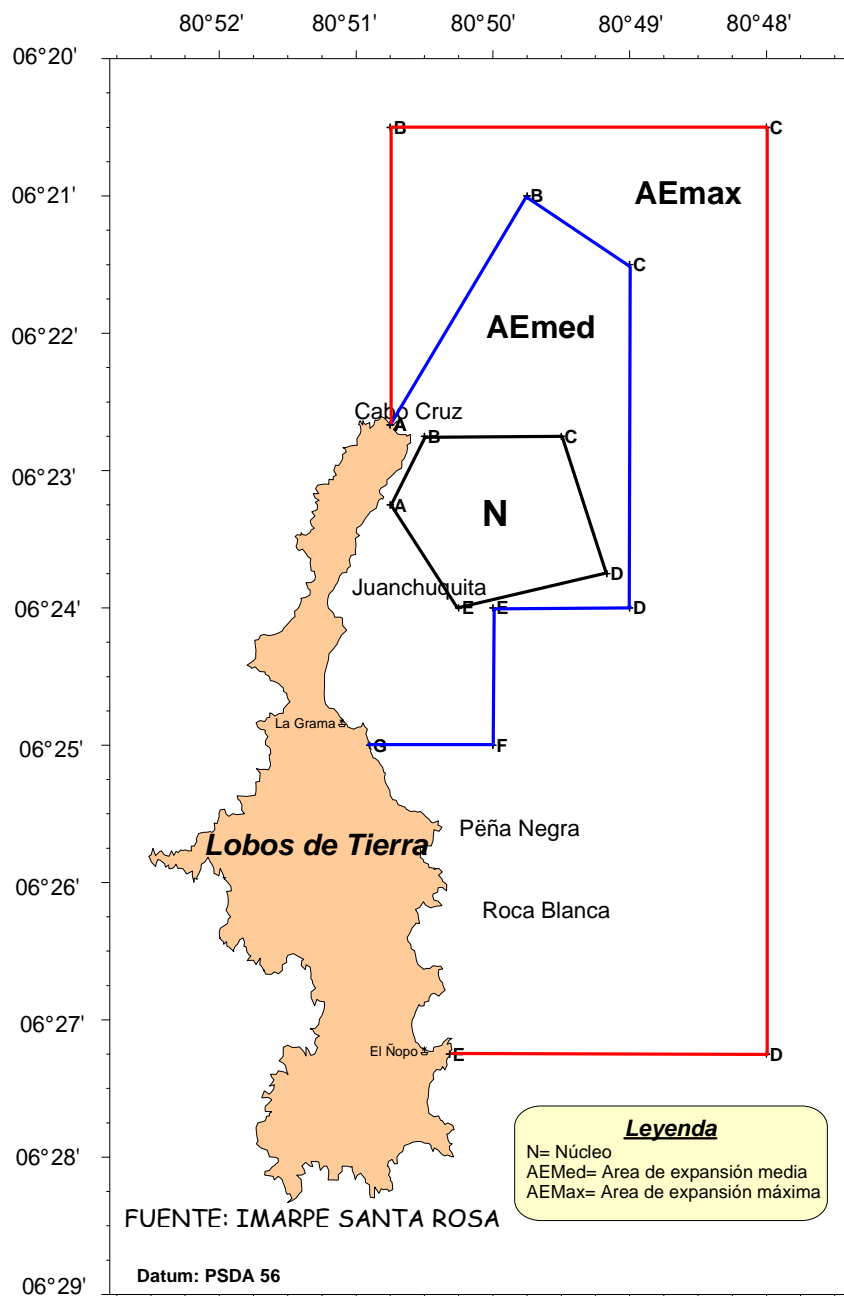 80°52' 80°51' 80°50' 80°49' 80°48'
06°20'
B C
06°21' B AEmax
C
06°22' AEmed
Cabo Cruz
A
B C
06°23'
A N
D
Juanchuquita
06°24' E E D
La Grama
06°25' G F
Pëña Negra
Lobos de Tierra
06°26'
Roca Blanca
06°27'
El Ñopo E D
Leyenda
N= Núcleo
06°28' AEMed= Area de expansión media
AEMax= Area de expansión máxima
FUENTE: IMARPE SANTA ROSA
Datum: PSDA 56
06°29'